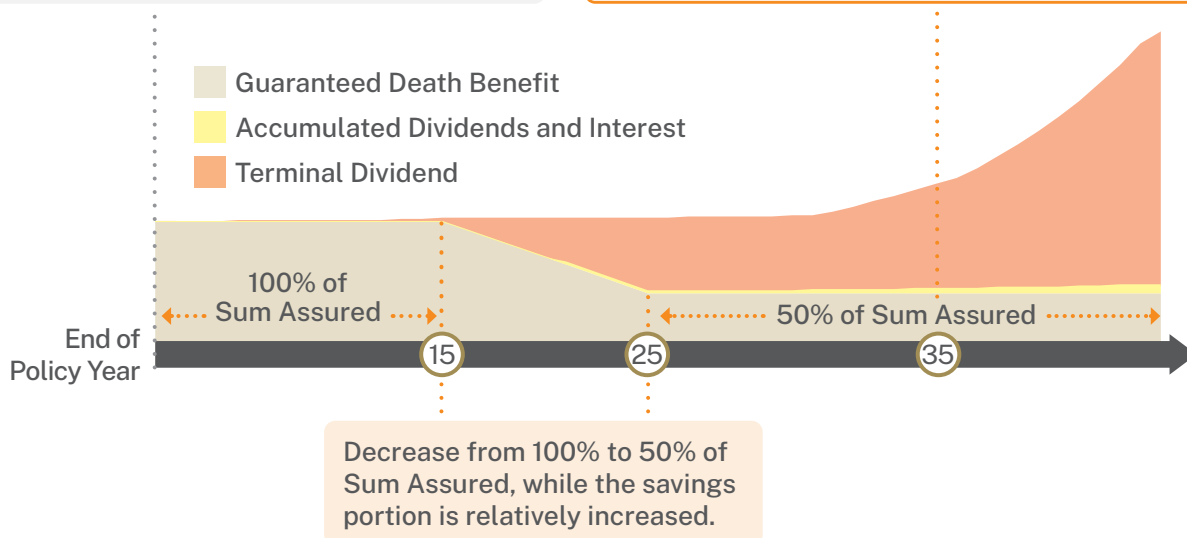 Guaranteed Death Benefit
Accumulated Dividends and Interest
Terminal Dividend
100% of
Sum Assured
50% of Sum Assured
End of
Policy Year
15
25
35
Decrease from 100% to 50% of
Sum Assured, while the savings
portion is relatively increased.